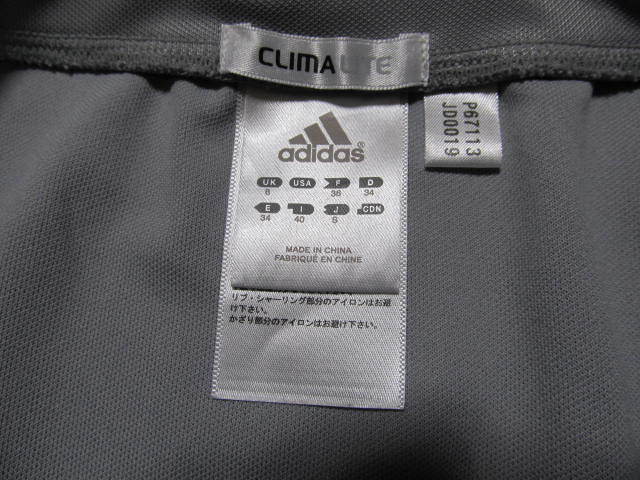 CLIMALITE
adidas®
UK USA F D
8 36 34
E I J CDN
34 40 S
MADE IN CHINA
FABRIQUÉ EN CHINE
リブ・シャーリング部分のアイロンはお避
け下さい。
かざり部分のアイロンはお避け下さい。
P67113
JD0019